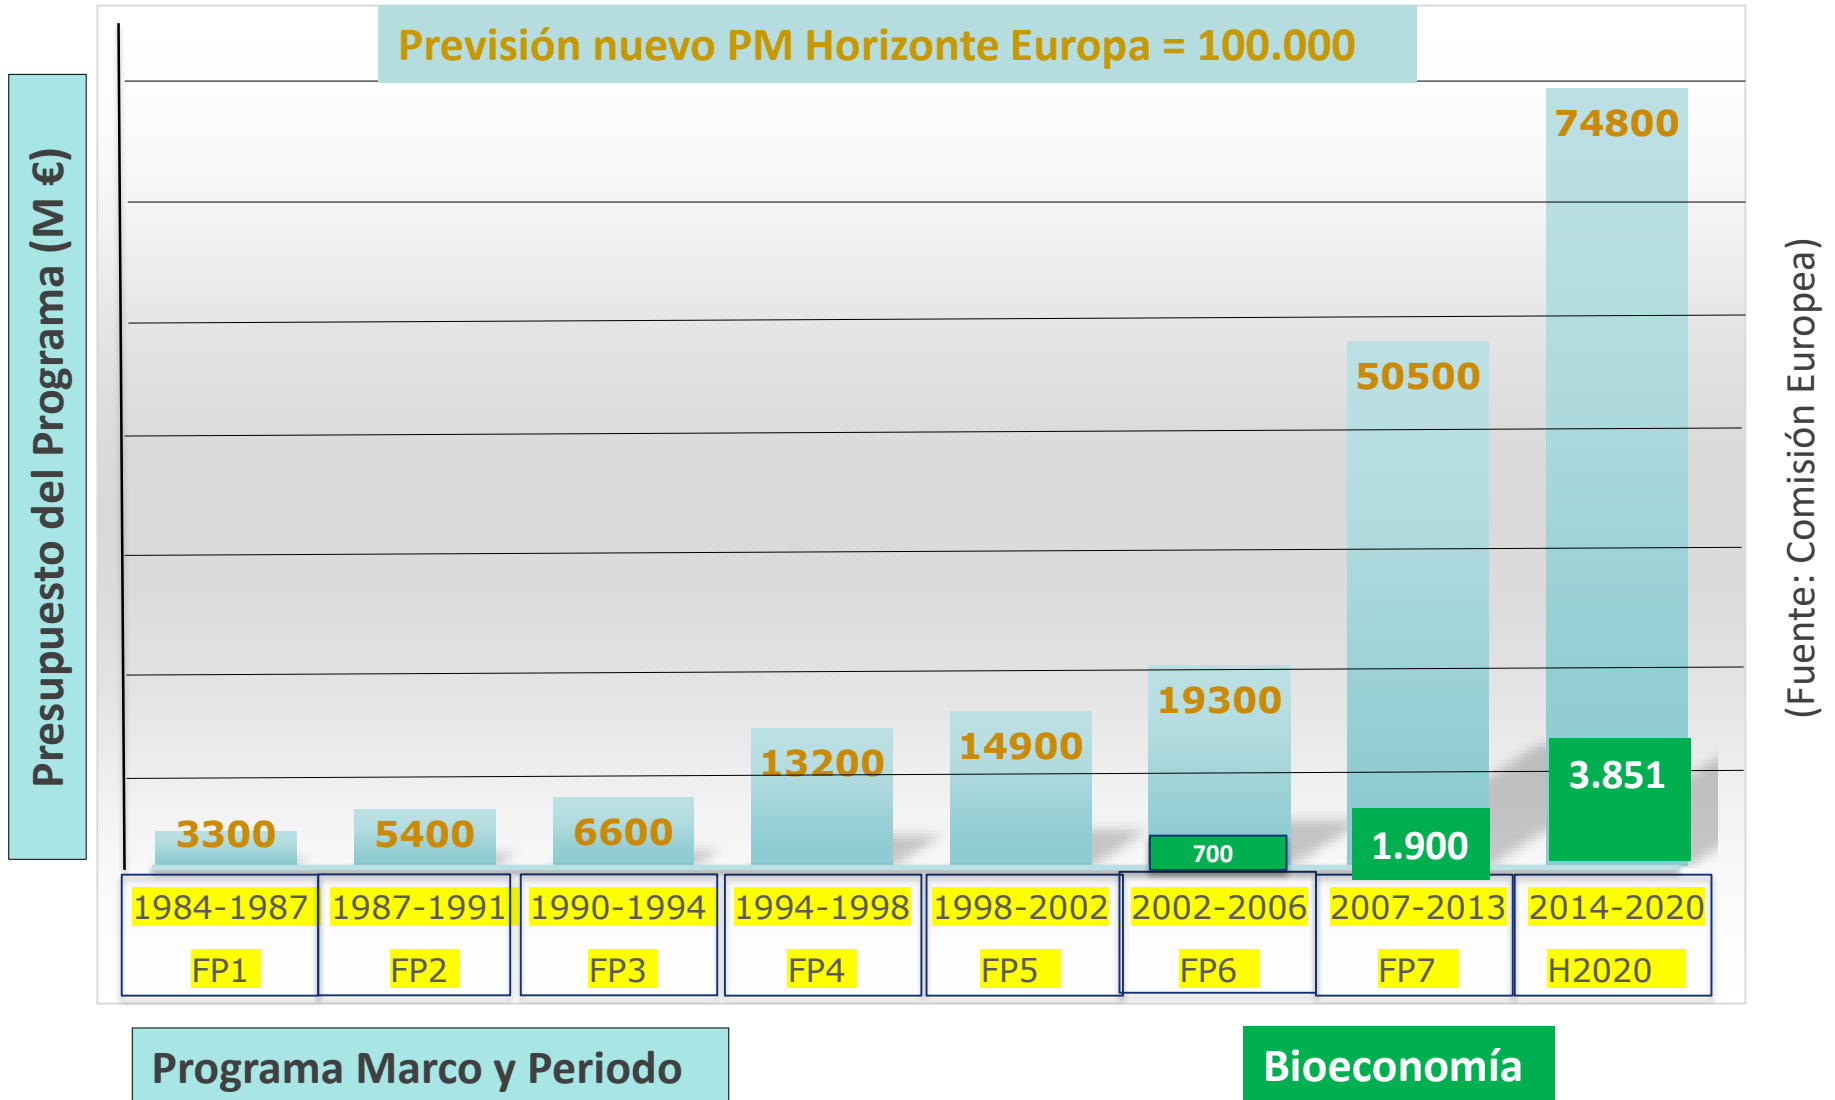 Previsión nuevo PM Horizonte Europa = 100.000
Presupuesto del Programa (M €)
3300
5400
6600
13200
14900
19300
50500
74800
700
1.900
3.851
1984-1987
1987-1991
1990-1994
1994-1998
1998-2002
2002-2006
2007-2013
2014-2020
FP1
FP2
FP3
FP4
FP5
FP6
FP7
H2020
(Fuente: Comisión Europea)
Programa Marco y Periodo
Bioeconomía